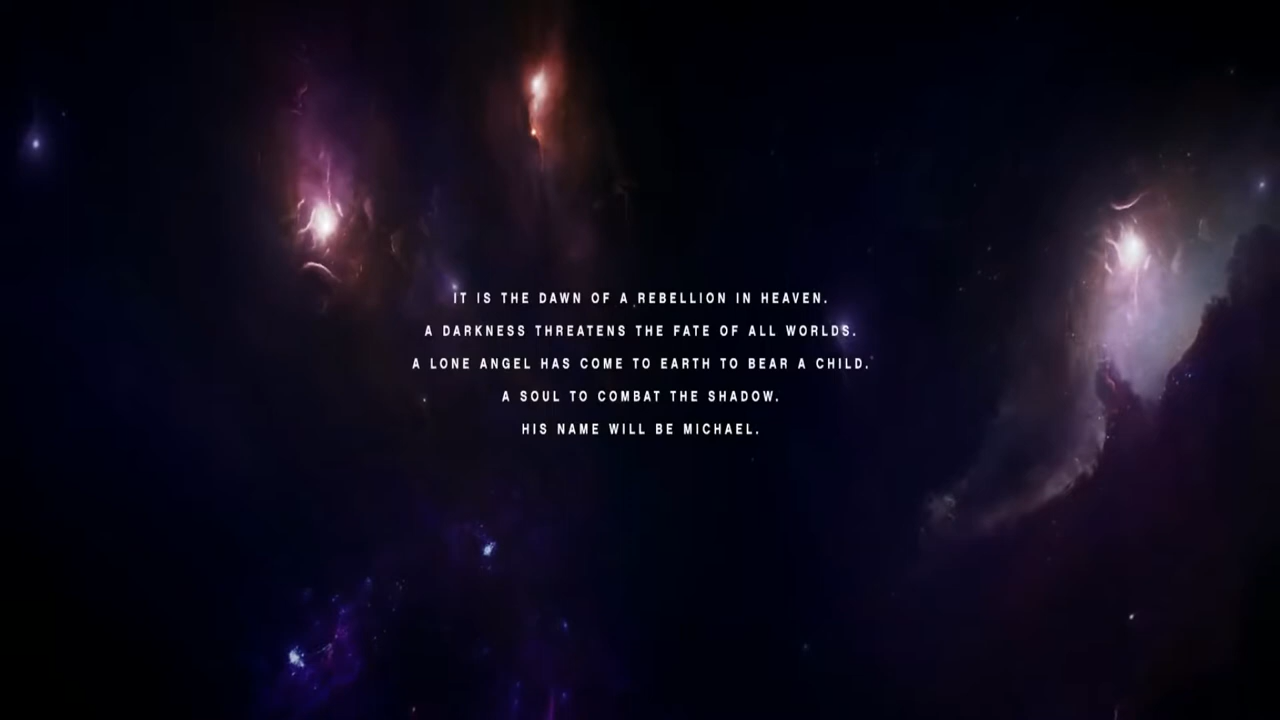 IT IS THE DAWN OF A REBELLION IN HEAVEN.
A DARKNESS THREATENS THE FATE OF ALL WORLDS.
A LONE ANGEL HAS COME TO EARTH TO BEAR A CHILD.
A SOUL TO COMBAT THE SHADOW.
HIS NAME WILL BE MICHAEL.